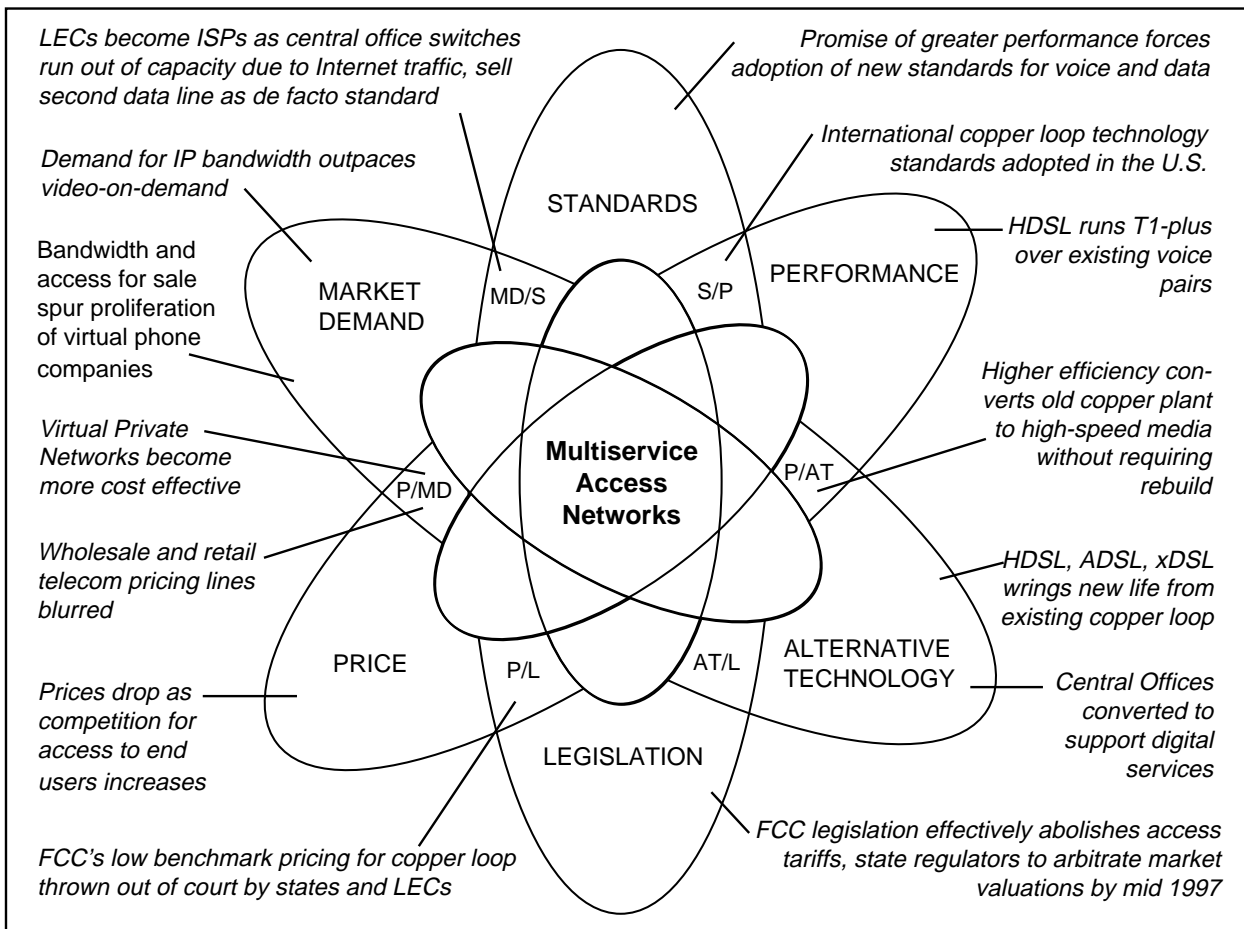 LECs become ISPs as central office switches
run out of capacity due to Internet traffic, sell
second data line as de facto standard
Promise of greater performance forces
adoption of new standards for voice and data
Demand for IP bandwidth outpaces
video-on-demand
International copper loop technology
standards adopted in the U.S.
STANDARDS
HDSL runs T1-plus
over existing voice
pairs
Bandwidth and
access for sale
spur proliferation
of virtual phone
companies
MARKET
DEMAND
MD/S
S/P
PERFORMANCE
Higher efficiency con-
verts old copper plant
to high-speed media
without requiring
rebuild
Virtual Private
Networks become
more cost effective
P/MD
Multiservice
Access
Networks
P/AT
Wholesale and retail
telecom pricing lines
blurred
HDSL, ADSL, xDSL
wrings new life from
existing copper loop
PRICE
P/L
AT/L
ALTERNATIVE
TECHNOLOGY
Prices drop as
competition for
access to end
users increases
Central Offices
converted to
support digital
services
LEGISLATION
FCC's low benchmark pricing for copper loop
thrown out of court by states and LECs
FCC legislation effectively abolishes access
tariffs, state regulators to arbitrate market
valuations by mid 1997